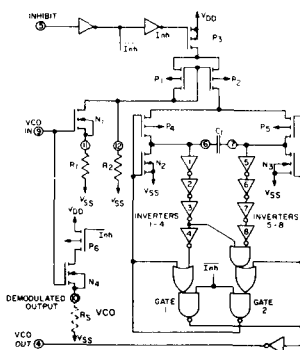 INHIBIT
5
Inh
Inh
VDD
P3
P1
P2
VCO
IN 9
N1
11
12
R1
R2
VSS
VSS
P4
P5
6
C1
7
N2
N3
VSS
VSS
1
2
3
4
5
6
7
8
INVERTERS
1-4
INVERTERS
5-8
VDD
Inh
P6
N4
10
DEMODULATED
OUTPUT
RS
VCO
VSS
Inh
GATE
1
GATE
2
VCO
OUT 4